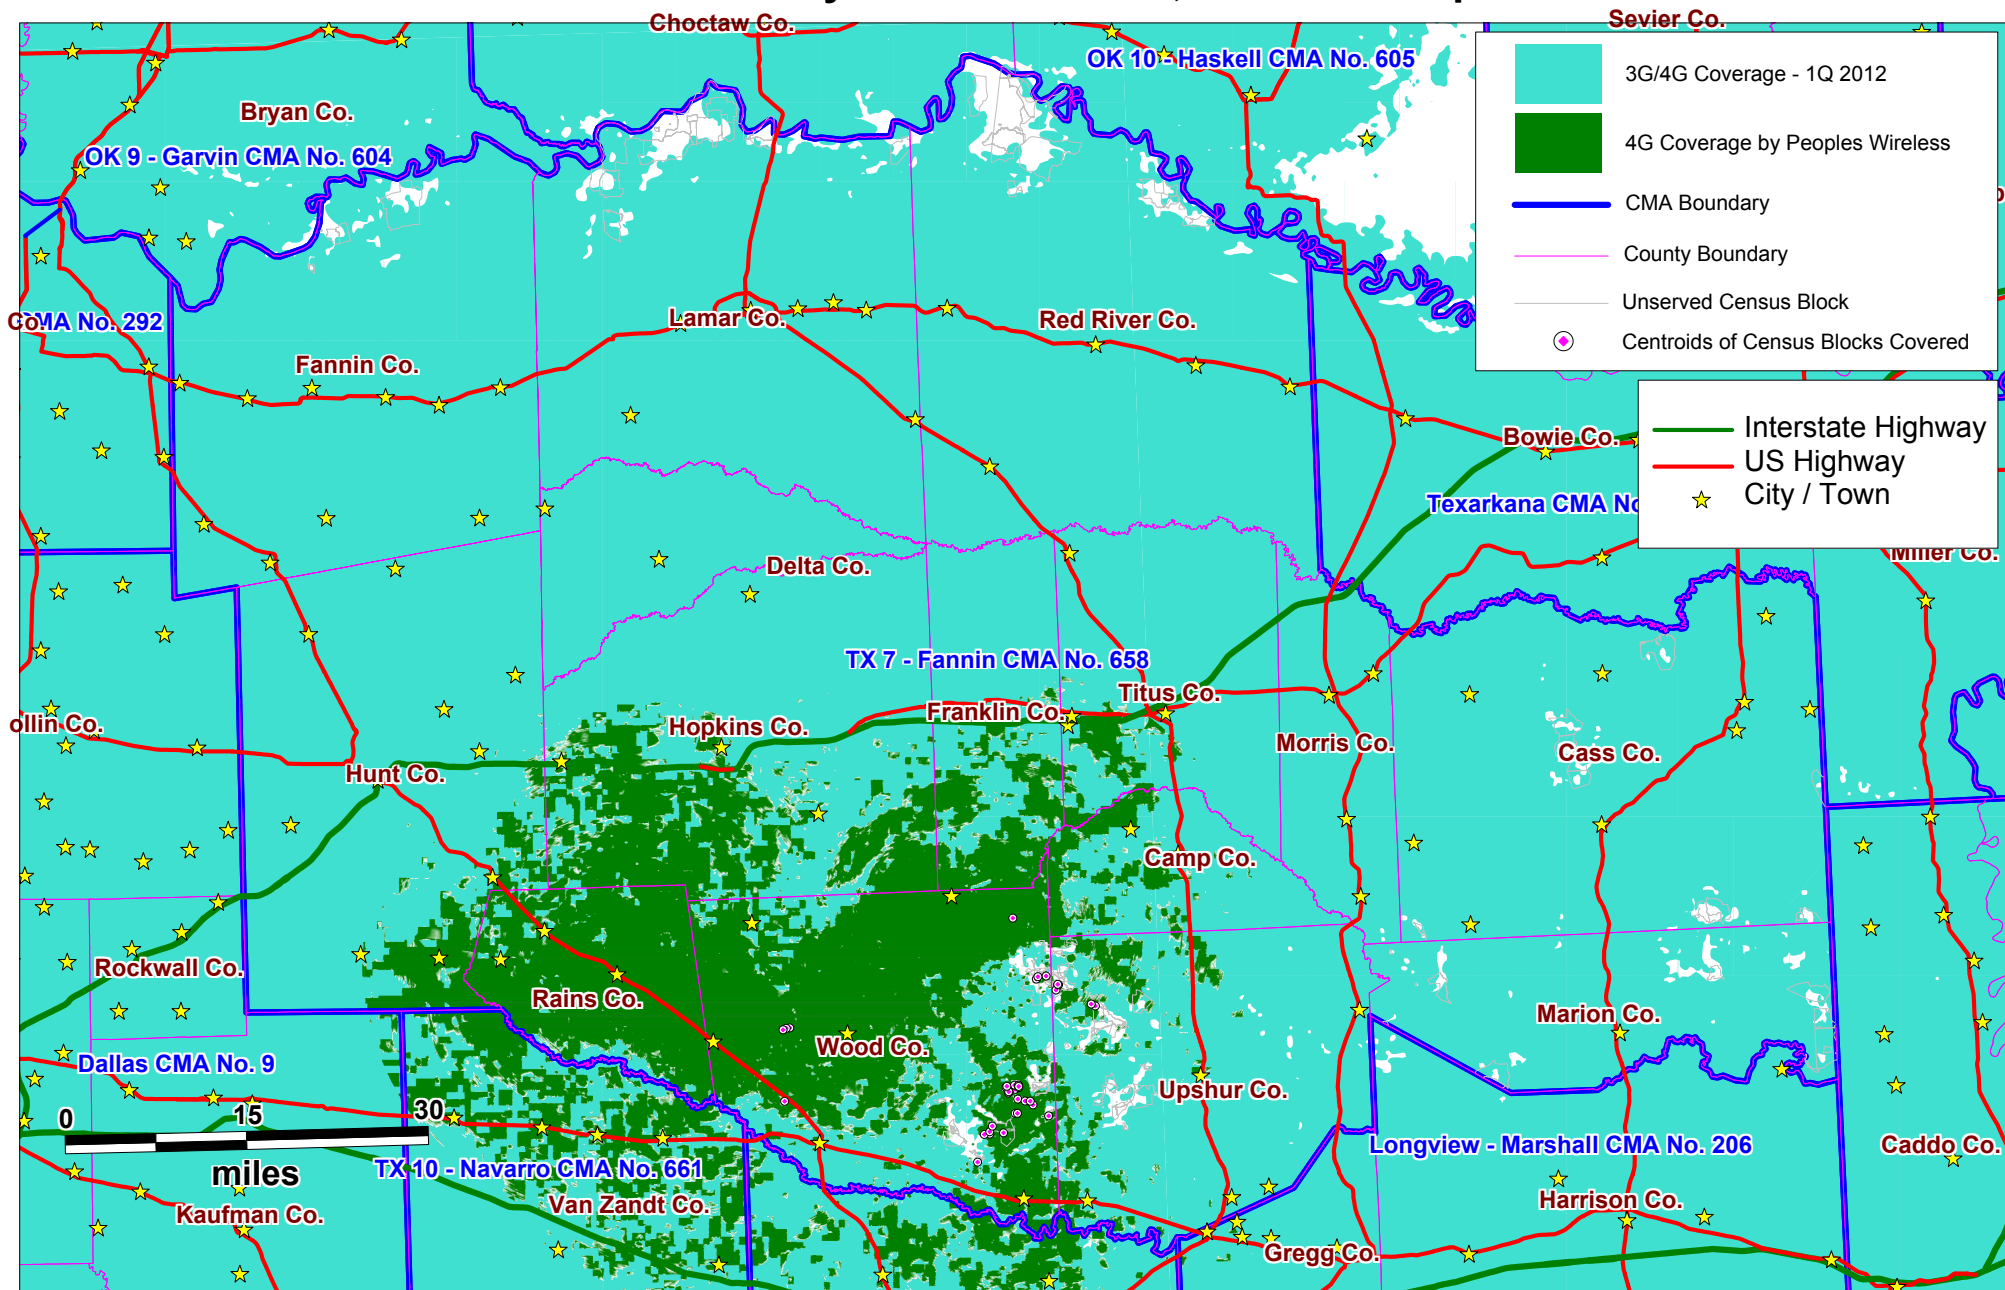 Choctaw Co.
Sevier Co.
OK 10 - Haskell CMA No. 605
3G/4G Coverage - 1Q 2012
Bryan Co.
4G Coverage by Peoples Wireless
OK 9 - Garvin CMA No. 604
CMA Boundary
County Boundary
Unserved Census Block
Centroids of Census Blocks Covered
Co.
CMA No. 292
Lamar Co.
Red River Co.
Fannin Co.
Interstate Highway
US Highway
City / Town
Bowie Co.
Texarkana CMA No
Miller Co.
Delta Co.
TX 7 - Fannin CMA No. 658
Titus Co.
Franklin Co.
Hopkins Co.
ollin Co.
Morris Co.
Cass Co.
Hunt Co.
Camp Co.
Rockwall Co.
Rains Co.
Marion Co.
Wood Co.
Dallas CMA No. 9
Upshur Co.
0 15 30
miles
TX 10 - Navarro CMA No. 661
Longview - Marshall CMA No. 206
Caddo Co.
Van Zandt Co.
Harrison Co.
Kaufman Co.
Gregg Co.